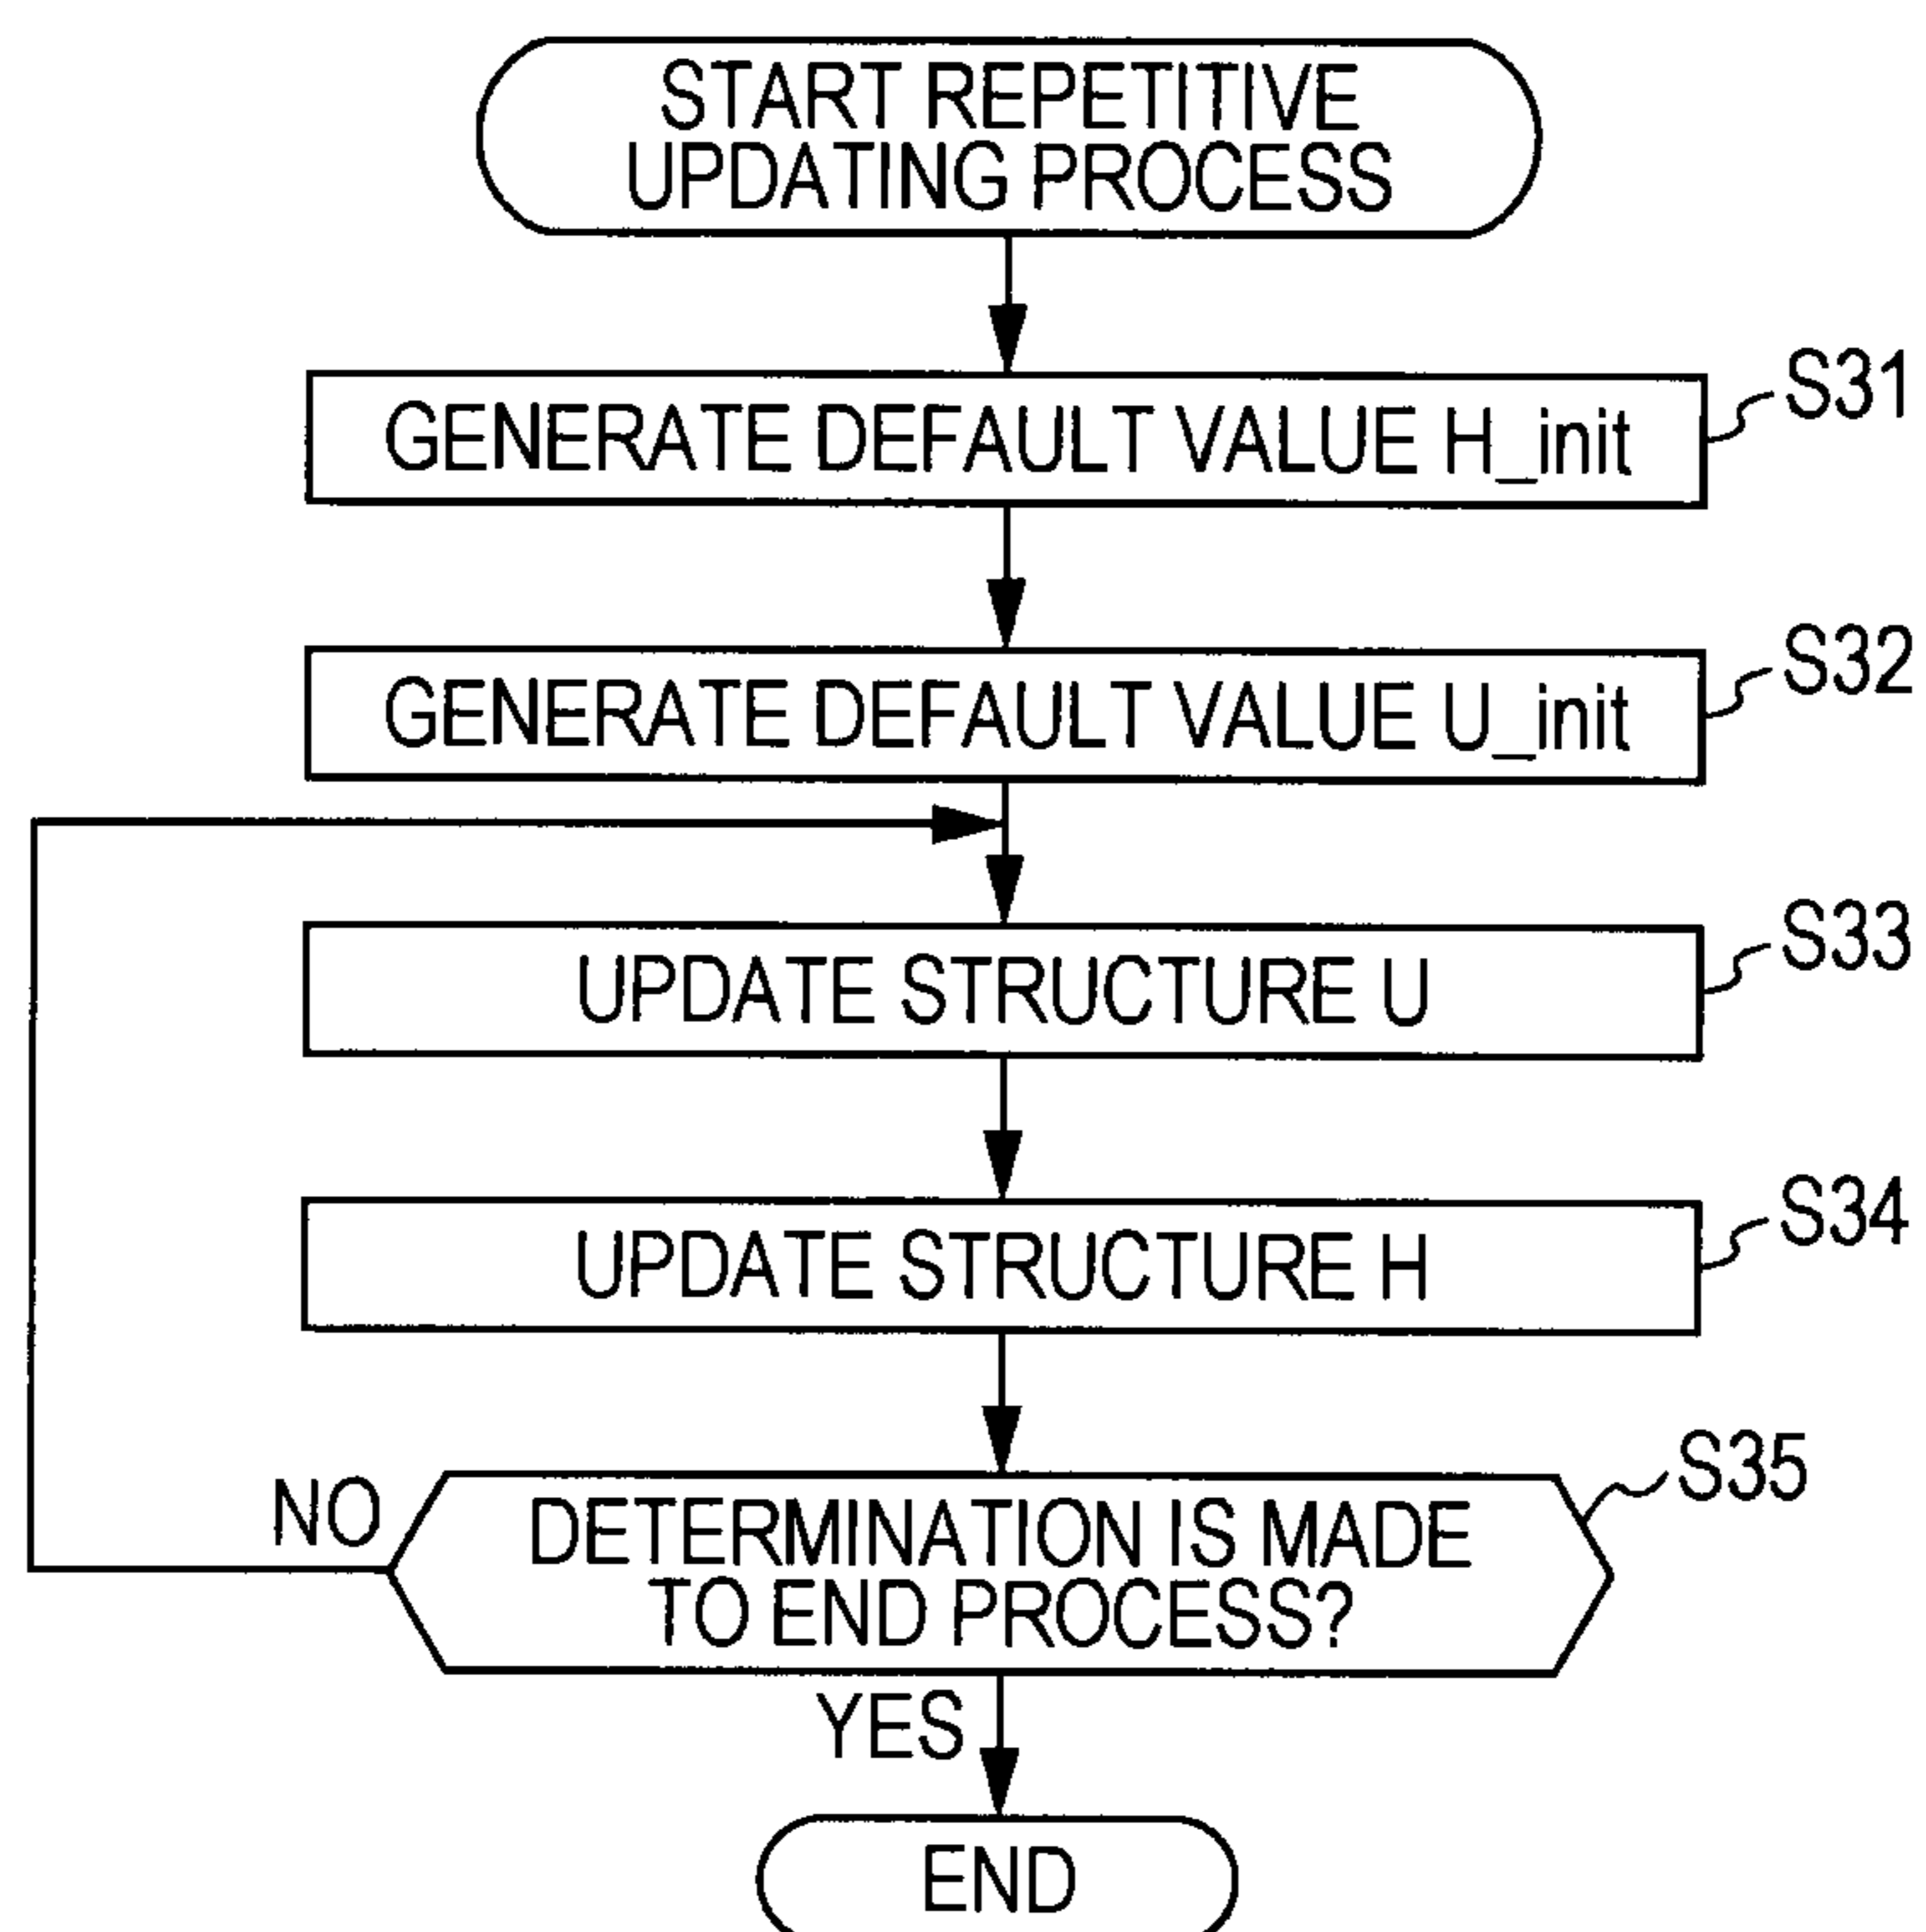 START REPETITIVE
UPDATING PROCESS
GENERATE DEFAULT VALUE H_init
S31
GENERATE DEFAULT VALUE U_init
S32
UPDATE STRUCTURE U
S33
UPDATE STRUCTURE H
S34
DETERMINATION IS MADE
TO END PROCESS?
S35
NO
YES
END